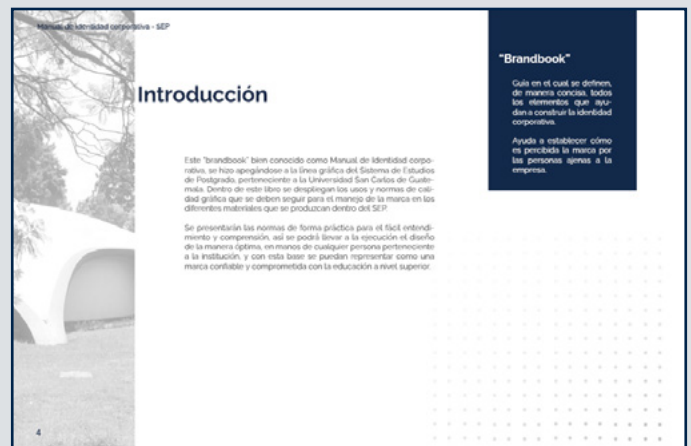 Manual de identidad corporativa - SEP
Introducción
Este "brandbook" bien conocido como Manual de identidad corpo-
rativa, se hizo apegándose a la línea gráfica del Sistema de Estudios
de Postgrado, perteneciente a la Universidad San Carlos de Guate-
mala. Dentro de este libro se despliegan los usos y normas de cali-
dad gráfica que se deben seguir para el manejo de la marca en los
diferentes materiales que se produzcan dentro del SEP.
Se presentarán las normas de forma práctica para el fácil entendi-
miento y comprensión, así se podrá llevar a la ejecución el diseño
de la manera óptima, en manos de cualquier persona perteneciente
a la institución, y con esta base se puedan representar como una
marca confiable y comprometida con la educación a nivel superior.
"Brandbook"
Guía en el cual se definen,
de manera concisa, todos
los elementos que ayu-
dan a construir la identidad
corporativa.
Ayuda a establecer cómo
es percibida la marca por
las personas ajenas a la
empresa.
4